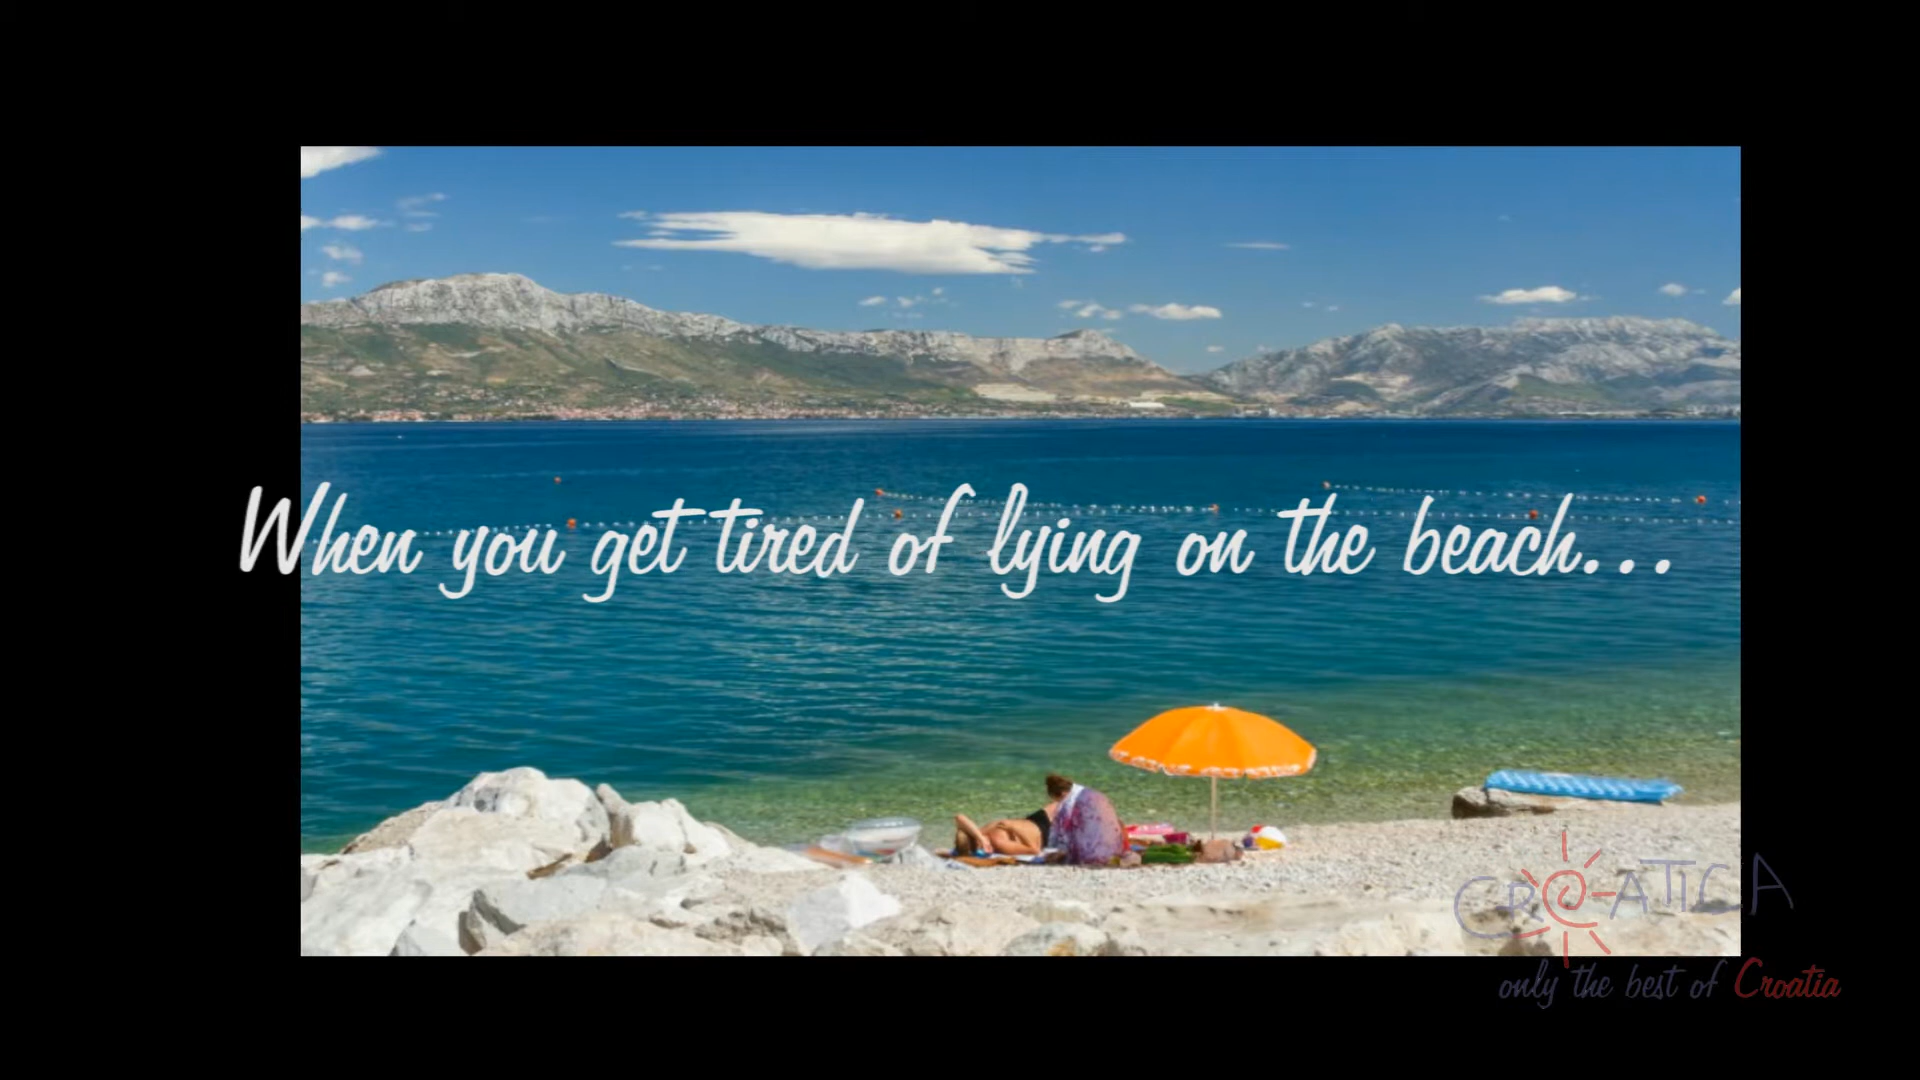 When you get tired of lying on the beach...
CROATICA
only the best of Croatia